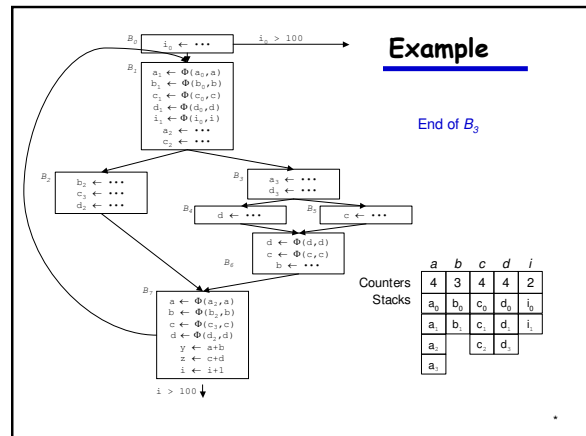 Example
End of B3
B0
i0 ← •••
i0 > 100
B1
a1 ← Φ(a0,a)
b1 ← Φ(b0,b)
c1 ← Φ(c0,c)
d1 ← Φ(d0,d)
i1 ← Φ(i0,i)
a2 ← •••
c2 ← •••
B2
b2 ← •••
c3 ← •••
d2 ← •••
B3
a3 ← •••
d3 ← •••
B4
d ← •••
B5
c ← •••
B6
d ← Φ(d,d)
c ← Φ(c,c)
b ← •••
B7
a ← Φ(a2,a)
b ← Φ(b2,b)
c ← Φ(c3,c)
d ← Φ(d2,d)
y ← a+b
z ← c+d
i ← i+1
i > 100
a b c d i
Counters 4 3 4 4 2
Stacks a0 b0 c0 d0 i0
a1 b1 c1 d1 i1
a2 c2 d3
a3
*